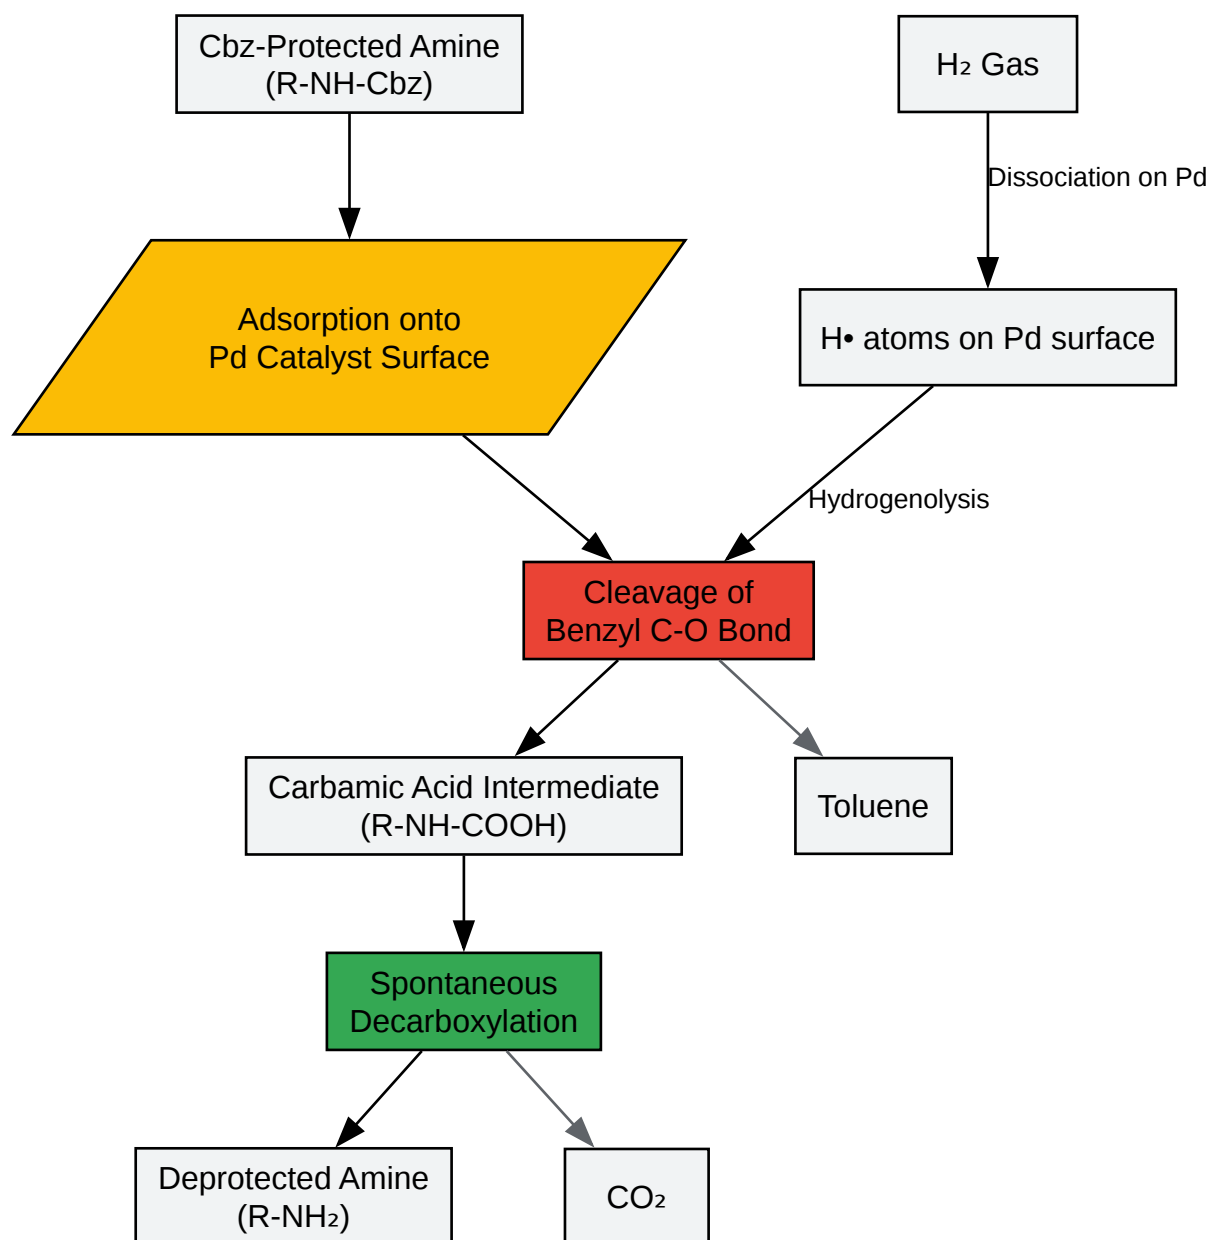 Cbz-Protected Amine
(R-NH-Cbz)
H₂ Gas
Dissociation on Pd
Adsorption onto
Pd Catalyst Surface
H• atoms on Pd surface
Hydrogenolysis
Cleavage of
Benzyl C-O Bond
Carbamic Acid Intermediate
(R-NH-COOH)
Toluene
Spontaneous
Decarboxylation
Deprotected Amine
(R-NH₂)
CO₂